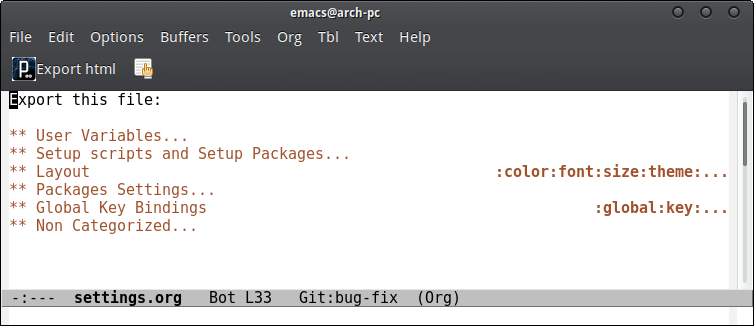 emacs@arch-pc
File Edit Options Buffers Tools Org Tbl Text Help
Export html
Export this file:
** User Variables...
** Setup scripts and Setup Packages...
** Layout :color:font:size:theme:...
** Packages Settings...
** Global Key Bindings :global:key:...
** Non Categorized...
-:--- settings.org Bot L33 Git:bug-fix (Org)